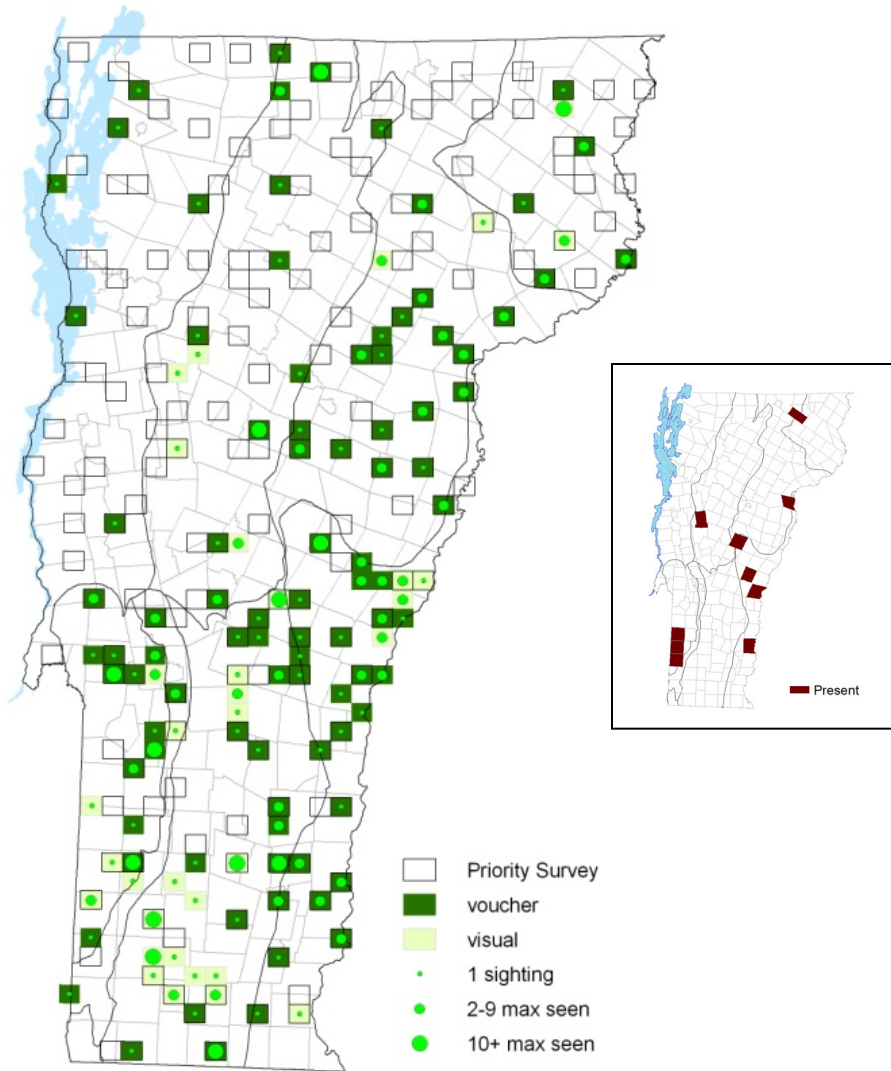 Present
Priority Survey
voucher
visual
1 sighting
2-9 max seen
10+ max seen